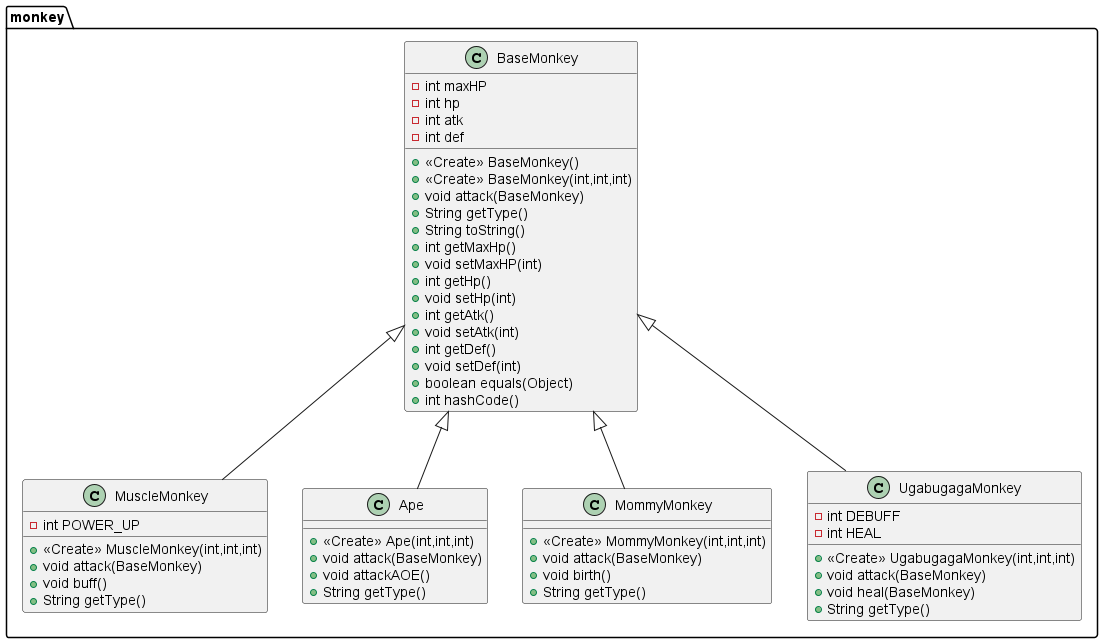 monkey
C BaseMonkey
int maxHP
int hp
int atk
int def
«Create» BaseMonkey()
«Create» BaseMonkey(int,int,int)
void attack(BaseMonkey)
String getType()
String toString()
int getMaxHp()
void setMaxHP(int)
int getHp()
void setHp(int)
int getAtk()
void setAtk(int)
int getDef()
void setDef(int)
boolean equals(Object)
int hashCode()
C MuscleMonkey
int POWER_UP
«Create» MuscleMonkey(int,int,int)
void attack(BaseMonkey)
void buff()
String getType()
C Ape
«Create» Ape(int,int,int)
void attack(BaseMonkey)
void attackAOE()
String getType()
C MommyMonkey
«Create» MommyMonkey(int,int,int)
void attack(BaseMonkey)
void birth()
String getType()
C UgabugagaMonkey
int DEBUFF
int HEAL
«Create» UgabugagaMonkey(int,int,int)
void attack(BaseMonkey)
void heal(BaseMonkey)
String getType()